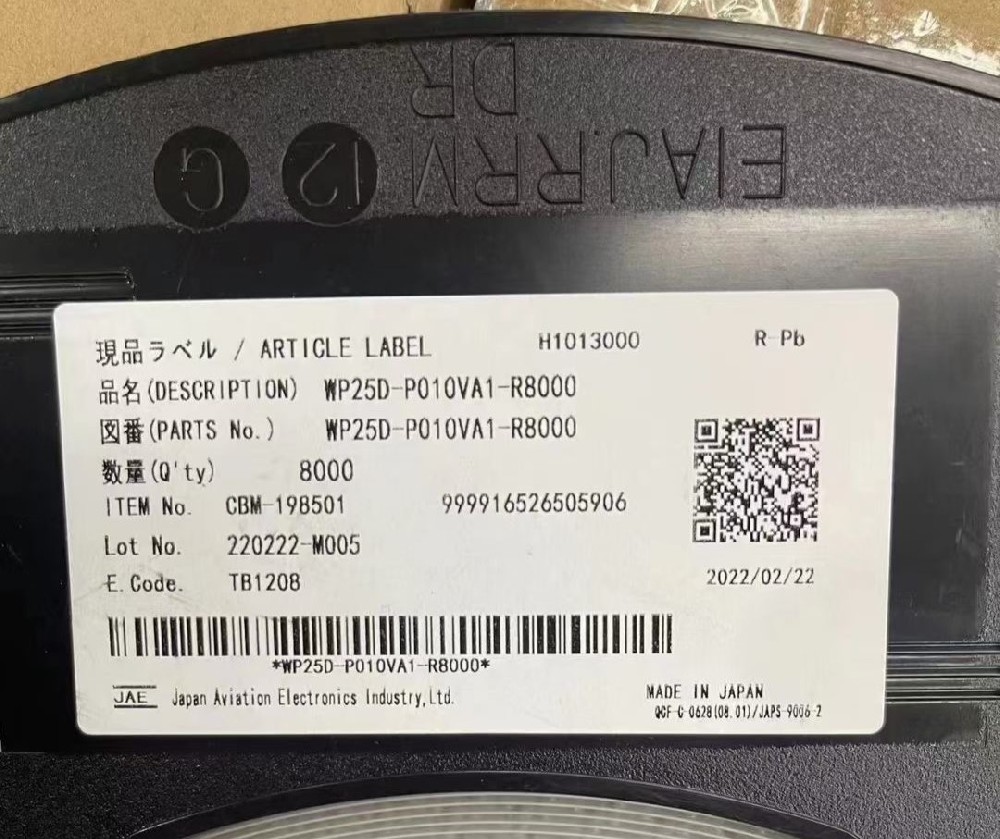 DR
EIAJ.RRM 12 G
現品ラベル / ARTICLE LABEL H1013000 R-Pb
品名(DESCRIPTION) WP25D-P010VA1-R8000
図番(PARTS No.) WP25D-P010VA1-R8000
数量(Q'ty) 8000
ITEM No. CBM-198501 999916526505906
Lot No. 220222-M005
E.Code. TB1208
2022/02/22
*WP25D-P010VA1-R8000*
JAE Japan Aviation Electronics Industry,Ltd.
MADE IN JAPAN
QCF-C-0628(08.01)/JAPS-9006-2